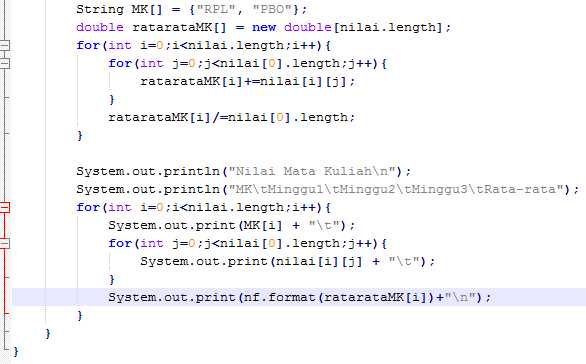 String MK[] = {"RPL", "PBO"};
double ratarataMK[] = new double[nilai.length];
for(int i=0;i<nilai.length;i++){
for(int j=0;j<nilai[0].length;j++){
ratarataMK[i]+=nilai[i][j];
}
ratarataMK[i]/=nilai[0].length;
}
System.out.println("Nilai Mata Kuliah\n");
System.out.println("MK\tMinggu1\tMinggu2\tMinggu3\tRata-rata");
for(int i=0;i<nilai.length;i++){
System.out.print(MK[i] + "\t");
for(int j=0;j<nilai[0].length;j++){
System.out.print(nilai[i][j] + "\t");
}
System.out.print(nf.format(ratarataMK[i])+"\n");
}
}
}